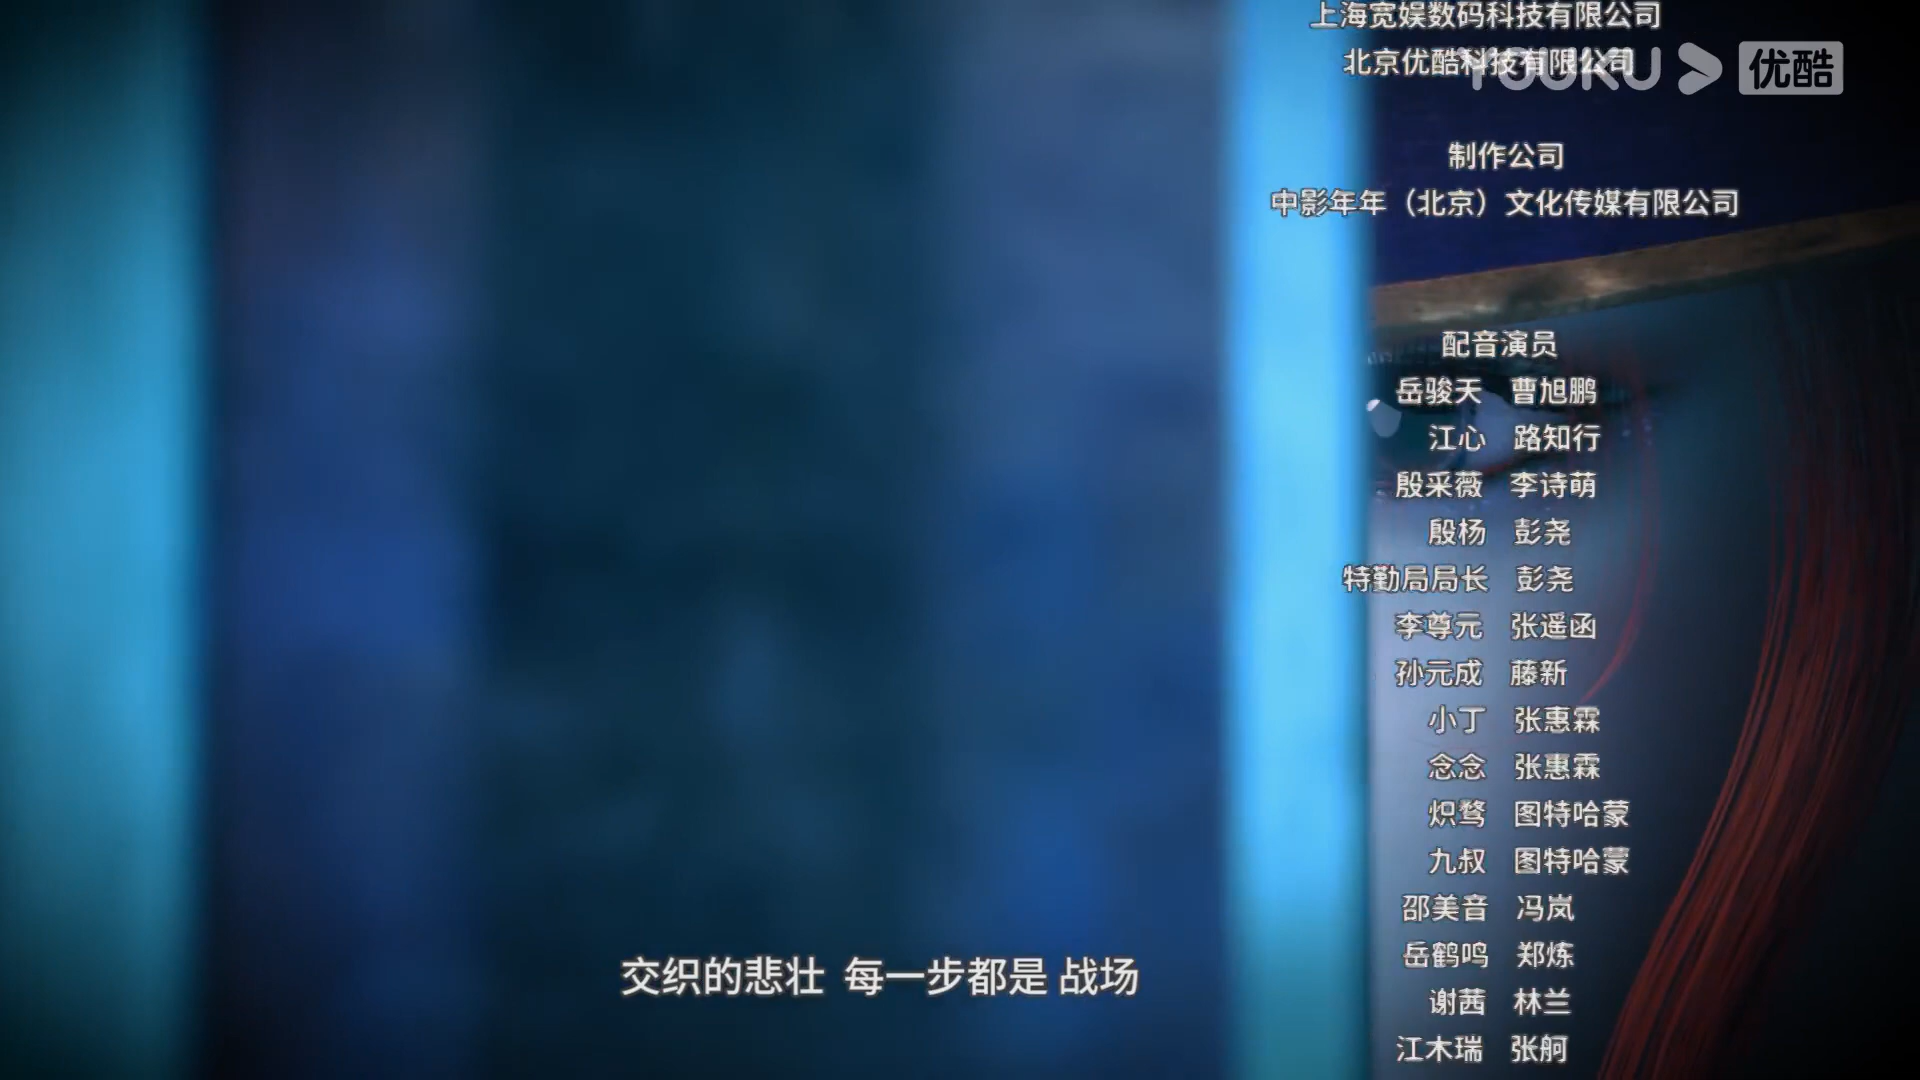 上海宽娱数码科技有限公司
北京优酷科技有限公司
YOUKU 优酷
制作公司
中影年年（北京）文化传媒有限公司
配音演员
岳骏天 曹旭鹏
江心 路知行
殷采薇 李诗萌
殷杨 彭尧
特勤局局长 彭尧
李尊元 张遥函
孙元成 藤新
小丁 张惠霖
念念 张惠霖
炽骛 图特哈蒙
九叔 图特哈蒙
邵美音 冯岚
岳鹤鸣 郑炼
谢茜 林兰
江木瑞 张舸
交织的悲壮 每一步都是 战场